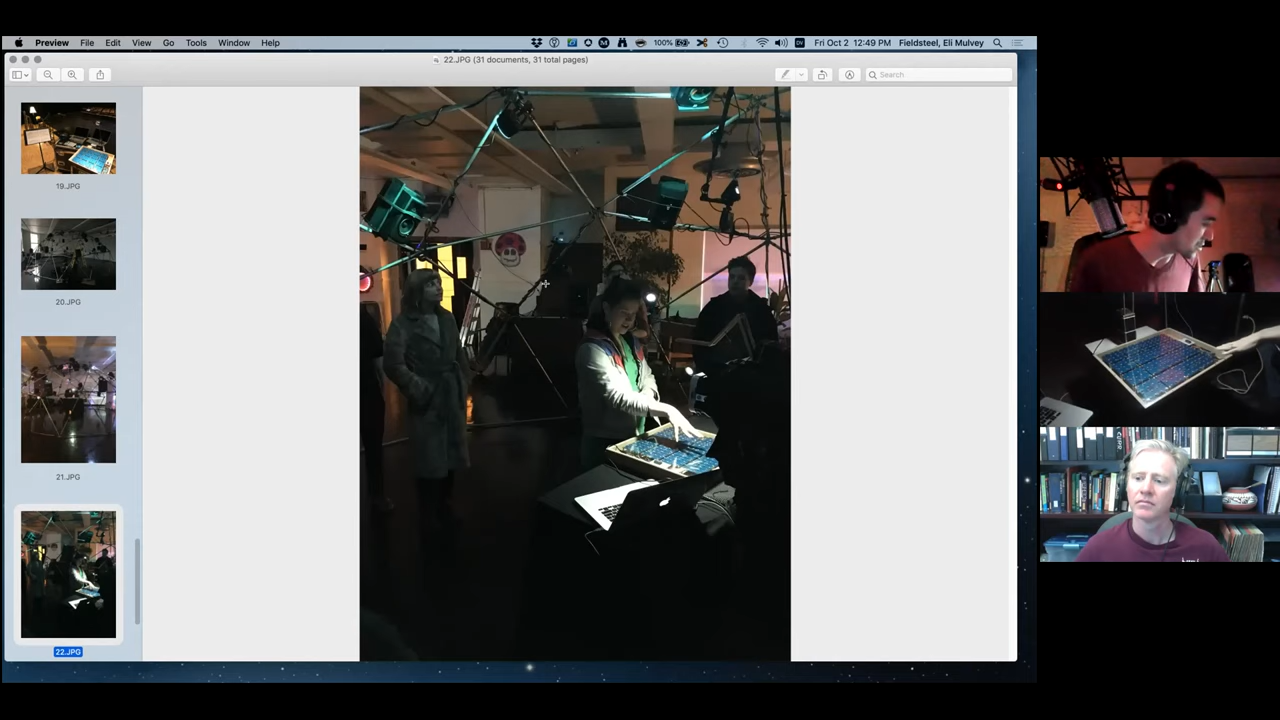 Preview File Edit View Go Tools Window Help
100% Fri Oct 2 12:49 PM Fieldsteel, Eli Mulvey
22.JPG (31 documents, 31 total pages)
Search
19.JPG
20.JPG
21.JPG
22.JPG